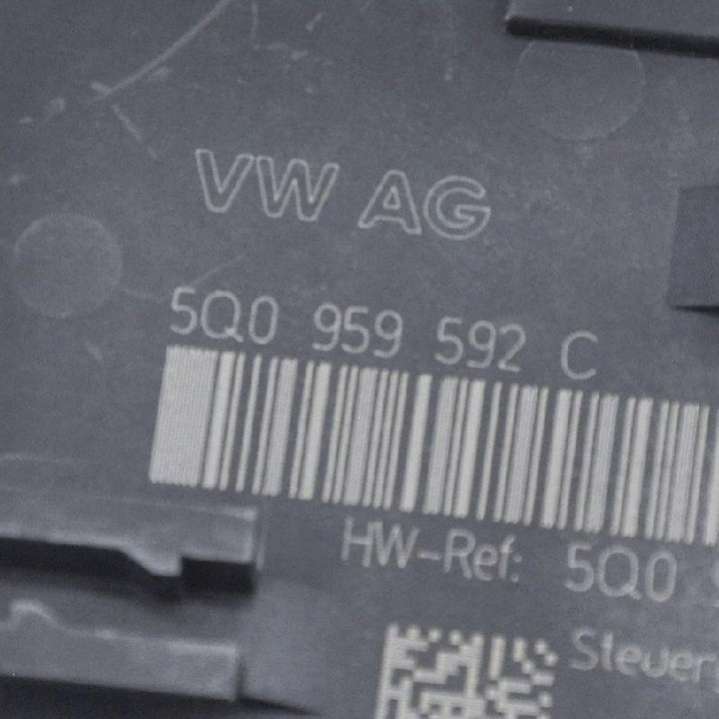 VW AG
5Q0 959 592 C
HW-Ref: 5Q0
Steuer